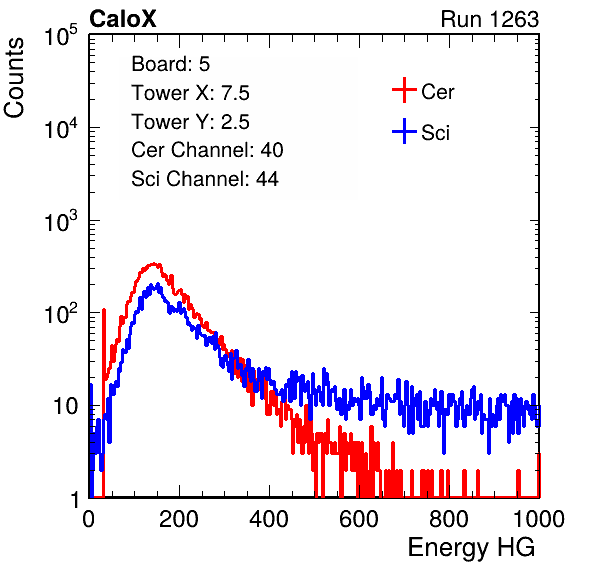 CaloX Run 1263
Counts
10^5
10^4
10^3
10^2
10
1
Board: 5
Tower X: 7.5
Tower Y: 2.5
Cer Channel: 40
Sci Channel: 44
Cer
Sci
0 200 400 600 800 1000
Energy HG